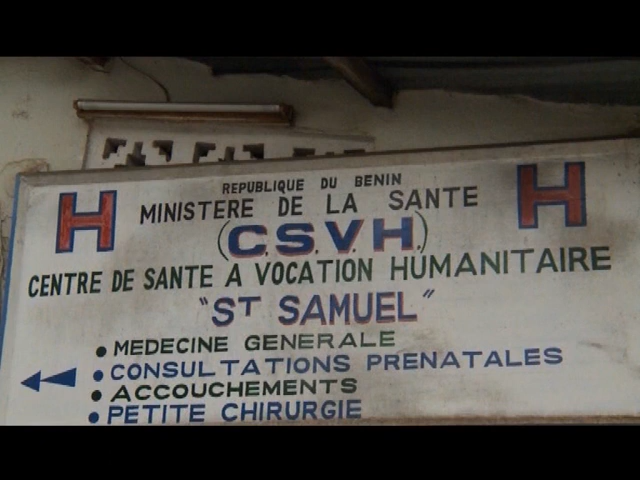 REPUBLIQUE DU BENIN
H MINISTERE DE LA SANTE H
(C.S.V.H.)
CENTRE DE SANTE A VOCATION HUMANITAIRE
"ST SAMUEL"
• MEDECINE GENERALE
• CONSULTATIONS PRENATALES
• ACCOUCHEMENTS
• PETITE CHIRURGIE